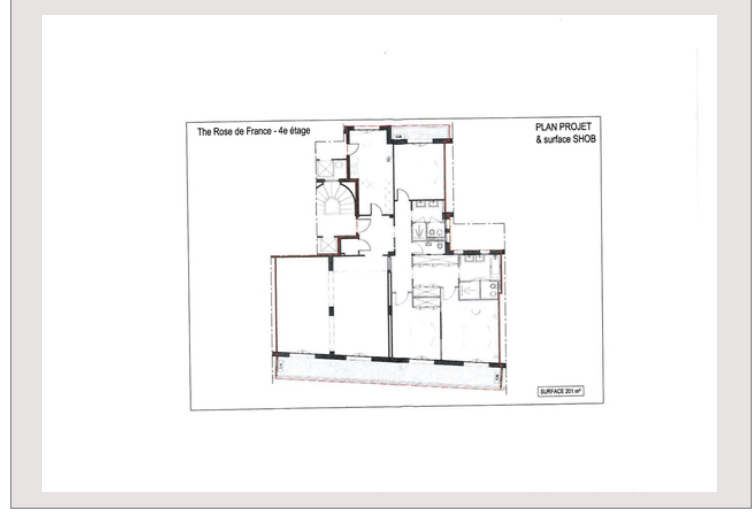 The Rose de France - 4e étage
PLAN PROJET
& surface SHOB
SURFACE 201 m²